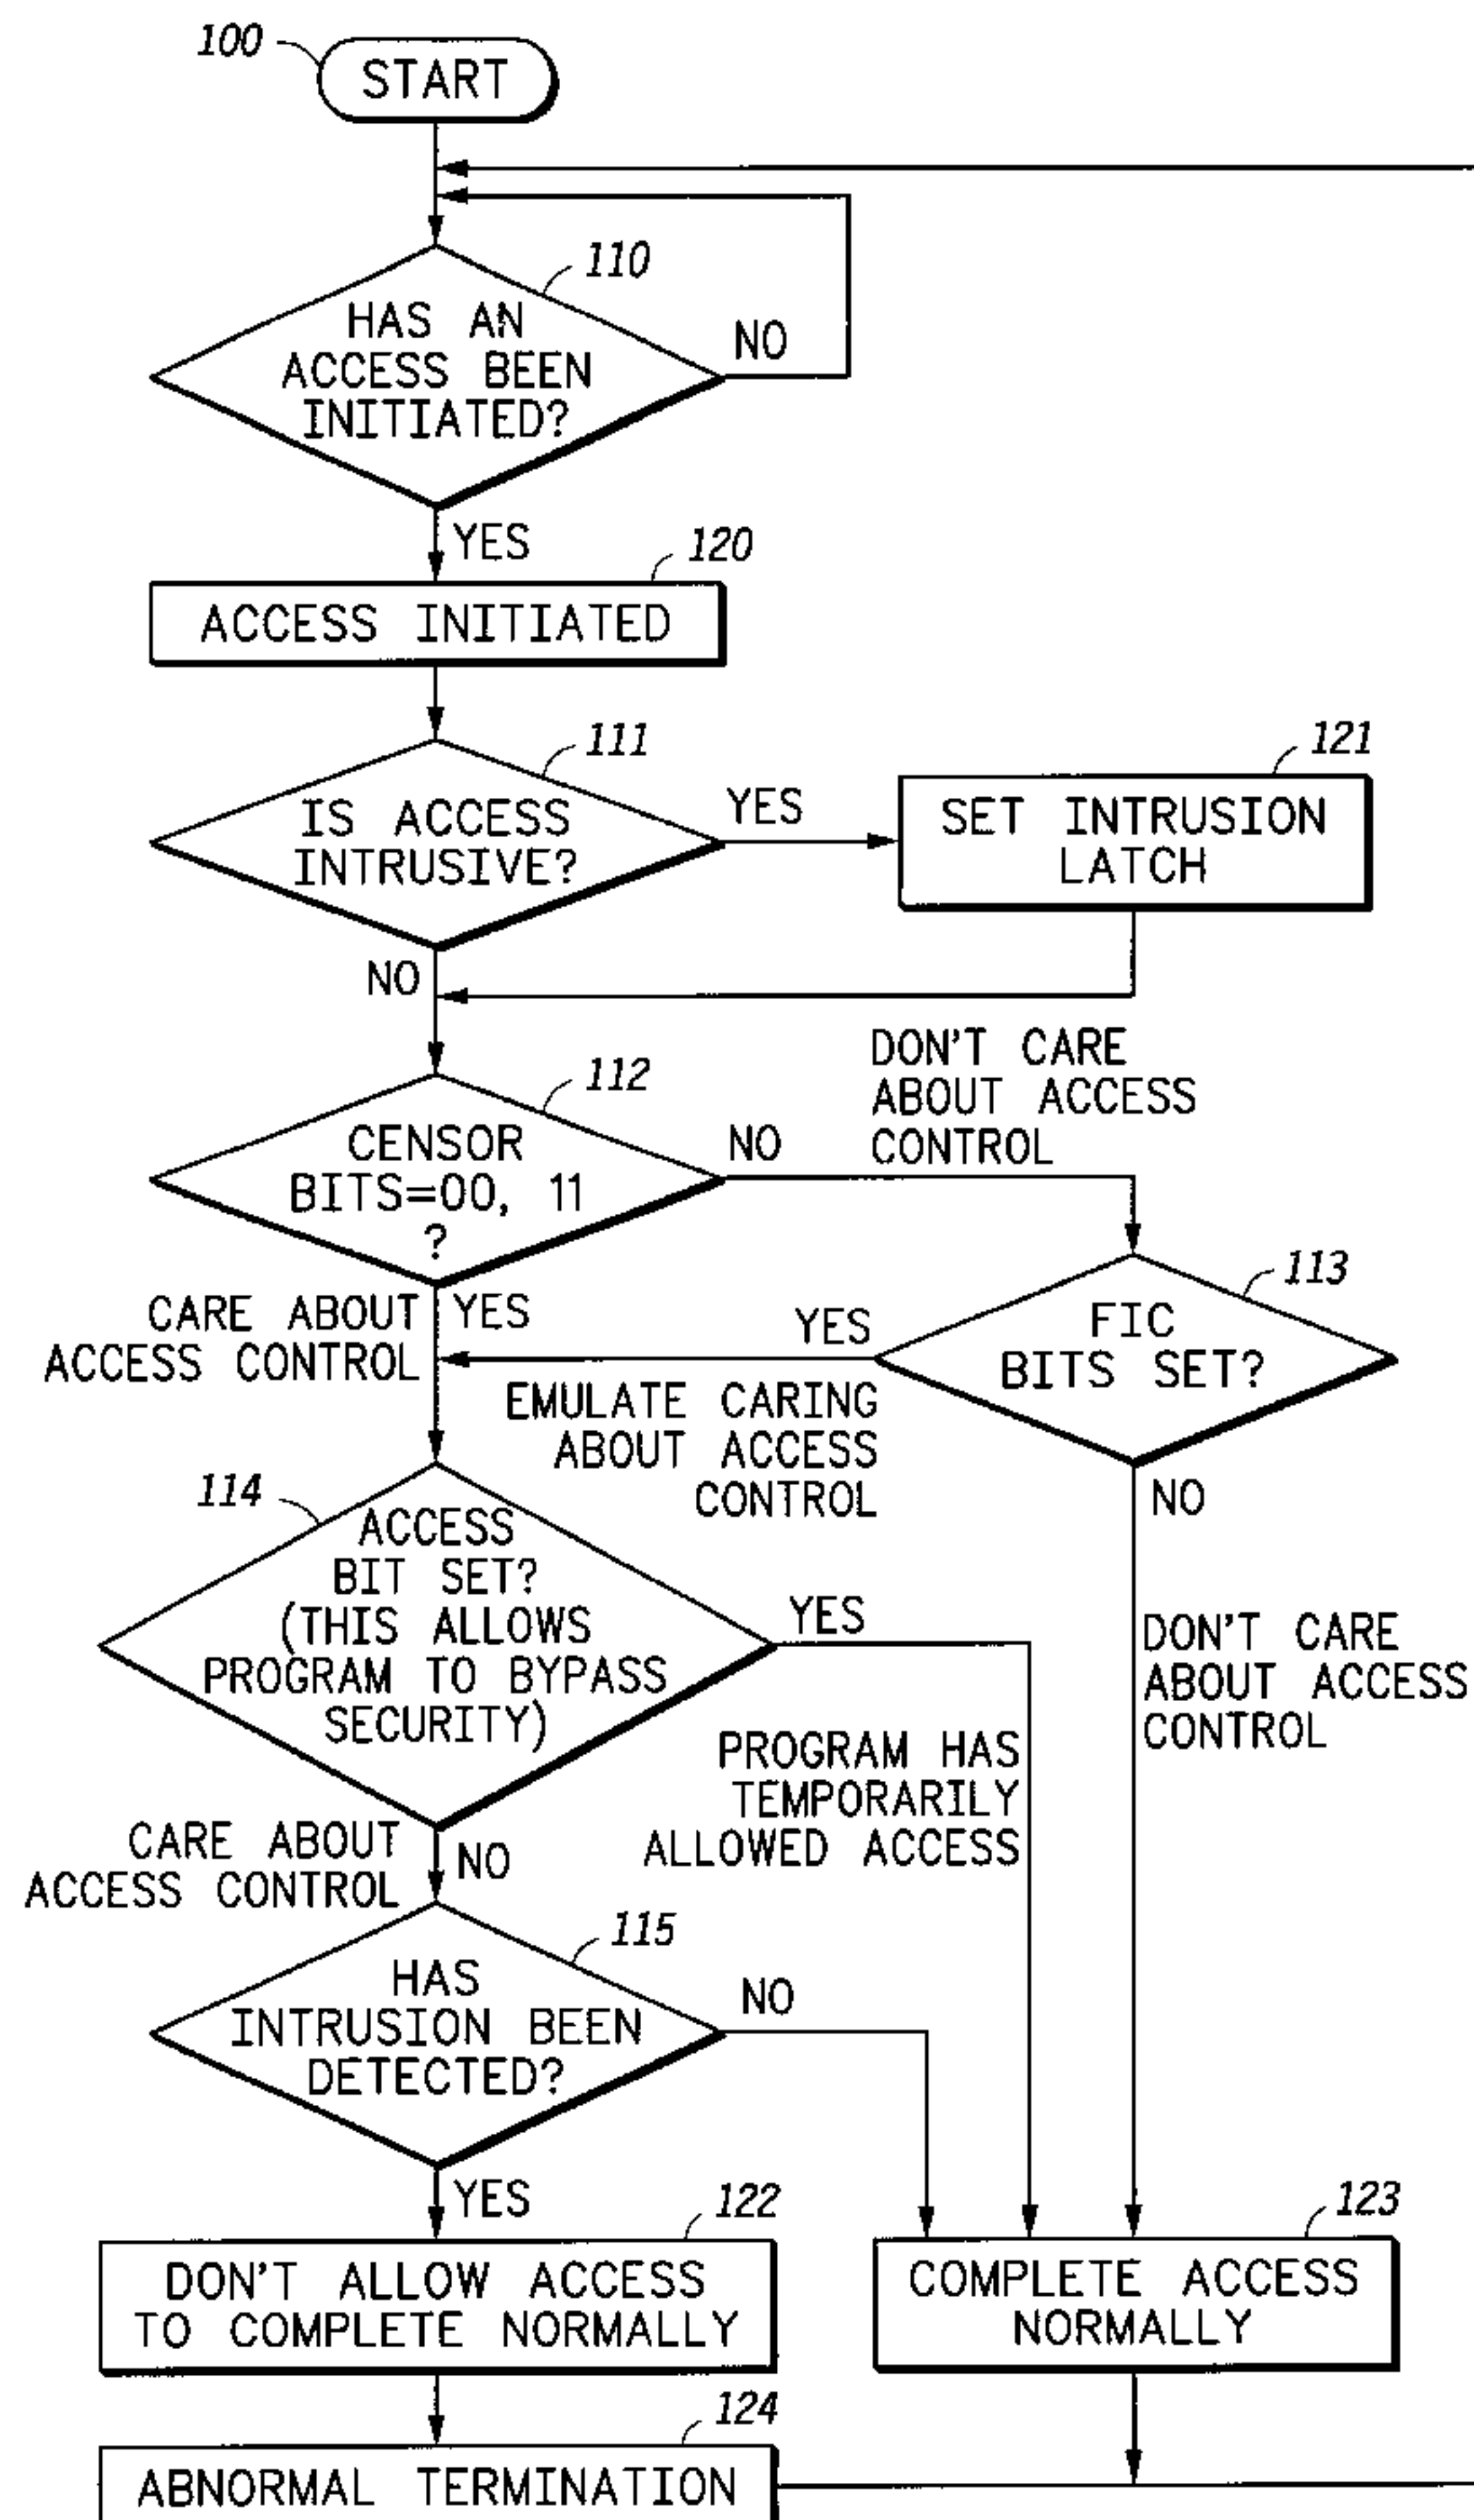 100
START
110
HAS AN
ACCESS BEEN
INITIATED?
NO
YES
120
ACCESS INITIATED
111
IS ACCESS
INTRUSIVE?
YES
121
SET INTRUSION
LATCH
NO
112
CENSOR
BITS=00, 11
?
NO
DON'T CARE
ABOUT ACCESS
CONTROL
113
FIC
BITS SET?
CARE ABOUT
ACCESS CONTROL
YES
YES
EMULATE CARING
ABOUT ACCESS
CONTROL
NO
114
ACCESS
BIT SET?
(THIS ALLOWS
PROGRAM TO BYPASS
SECURITY)
YES
DON'T CARE
ABOUT ACCESS
CONTROL
PROGRAM HAS
TEMPORARILY
ALLOWED ACCESS
CARE ABOUT
ACCESS CONTROL
NO
115
HAS
INTRUSION BEEN
DETECTED?
NO
YES
122
DON'T ALLOW ACCESS
TO COMPLETE NORMALLY
123
COMPLETE ACCESS
NORMALLY
124
ABNORMAL TERMINATION